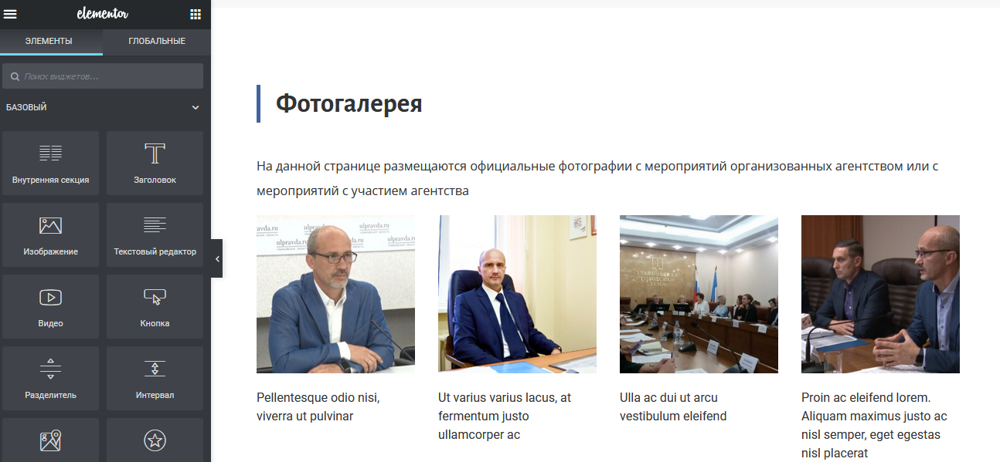 elementor
ЭЛЕМЕНТЫ
ГЛОБАЛЬНЫЕ
Поиск виджетов...
БАЗОВЫЙ
Внутренняя секция
Заголовок
Изображение
Текстовый редактор
Видео
Кнопка
Разделитель
Интервал
Фотогалерея
На данной странице размещаются официальные фотографии с мероприятий организованных агентством или с
мероприятий с участием агентства
ulpravda.ru
Pellentesque odio nisi,
viverra ut pulvinar
Ut varius varius lacus, at
fermentum justo
ullamcorper ac
УЛЬЯНОВСКАЯ
ГОРОДСКАЯ
ДУМА
Ulla ac dui ut arcu
vestibulum eleifend
Proin ac eleifend lorem.
Aliquam maximus justo ac
nisl semper, eget egestas
nisl placerat